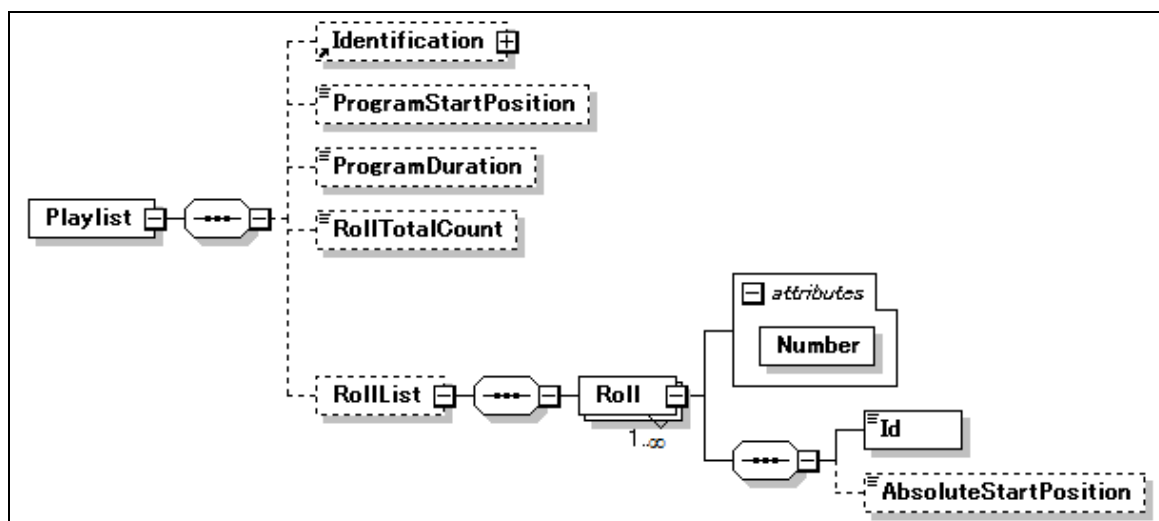 Identification
ProgramStartPosition
ProgramDuration
Playlist
RollTotalCount
attributes
Number
RollList
Roll
1..∞
Id
AbsoluteStartPosition